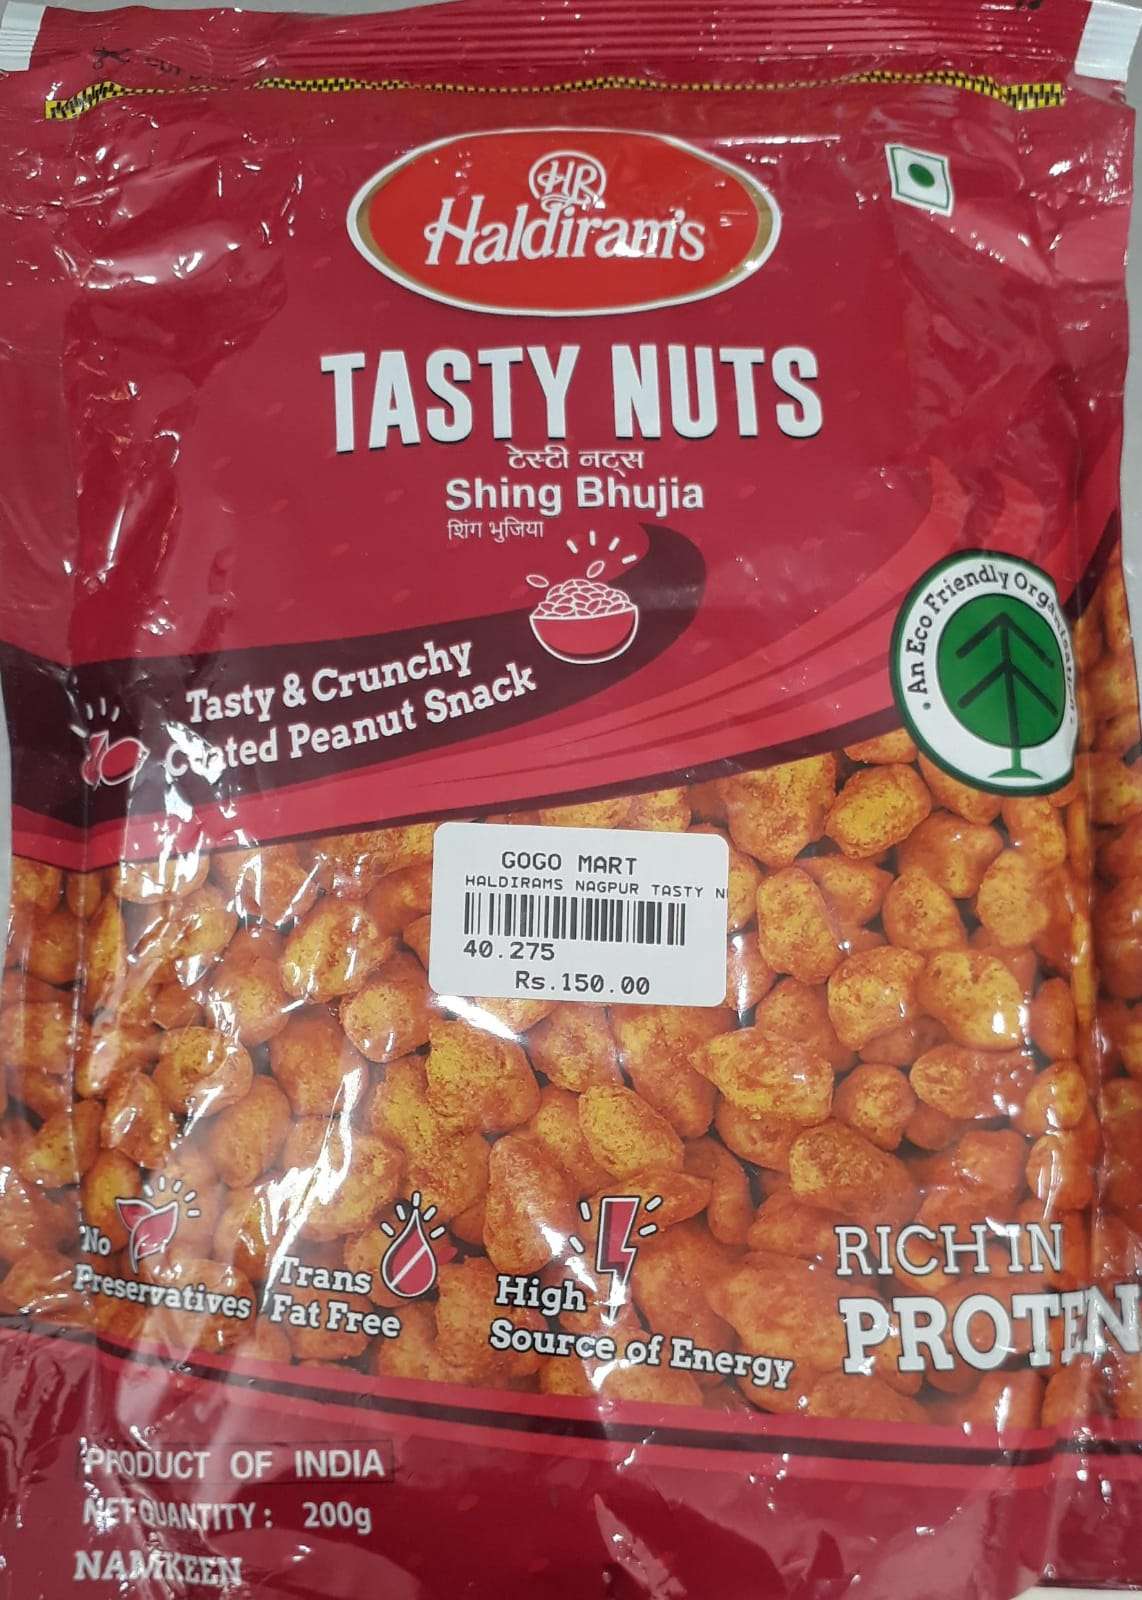 HR
Haldiram's
TASTY NUTS
टेस्टी नट्स
Shing Bhujia
शिंग भुजिया
An Eco Friendly Organisation
Tasty & Crunchy
Coated Peanut Snack
GOGO MART
HALDIRAMS NAGPUR TASTY N
40.275
Rs.150.00
No
Preservatives
Trans
Fat Free
High
Source of Energy
RICH IN
PROTEIN
PRODUCT OF INDIA
NET QUANTITY: 200g
NAMKEEN